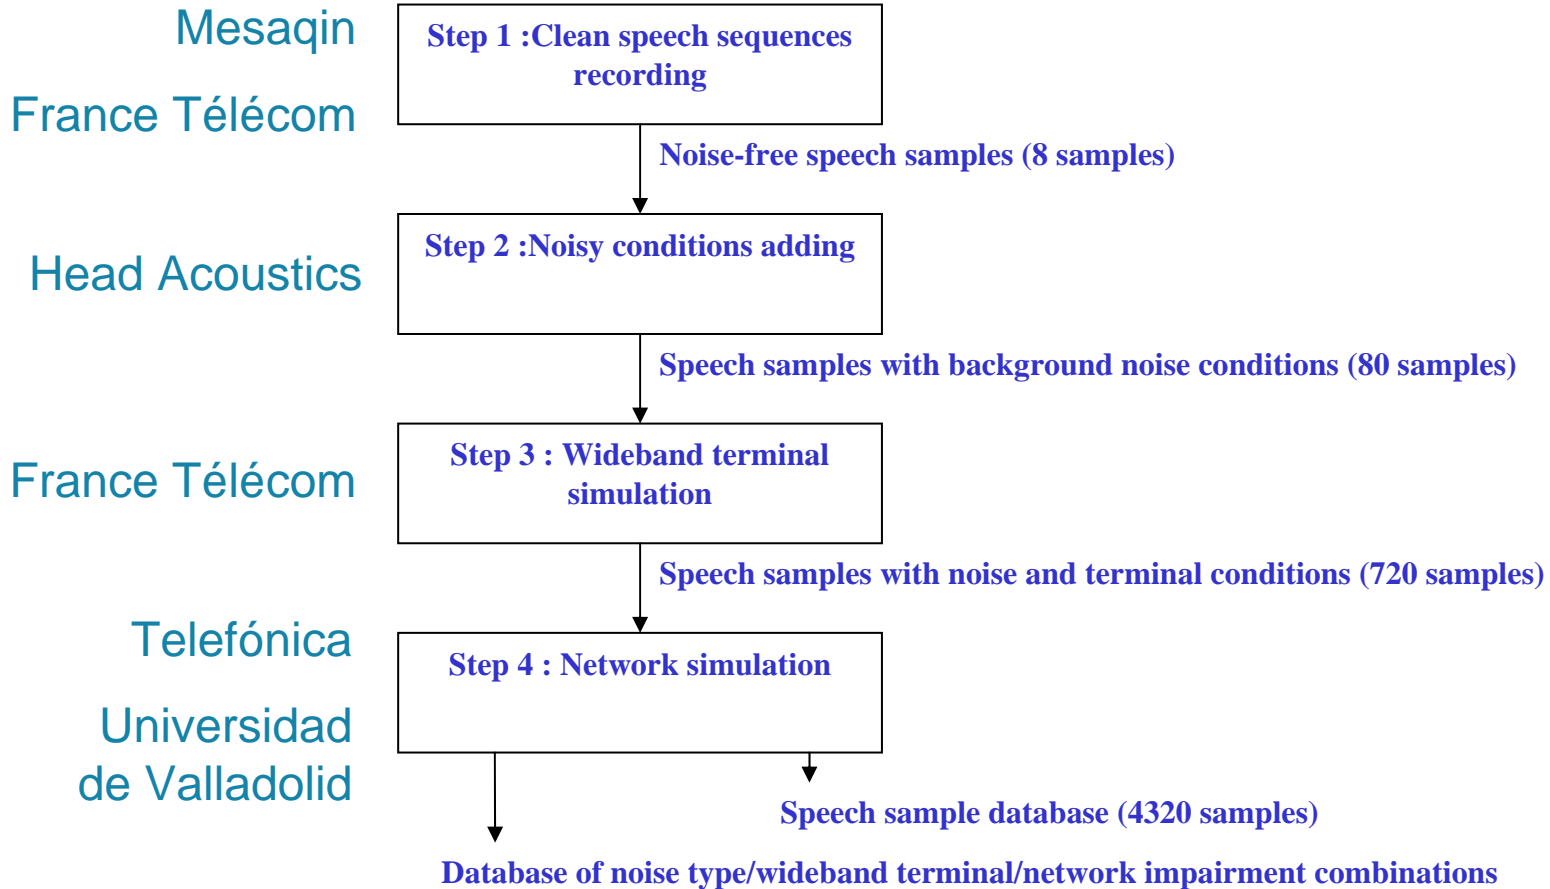 Mesaqin
France Télécom
Step 1 :Clean speech sequences
recording
Noise-free speech samples (8 samples)
Head Acoustics
Step 2 :Noisy conditions adding
Speech samples with background noise conditions (80 samples)
France Télécom
Step 3 : Wideband terminal
simulation
Speech samples with noise and terminal conditions (720 samples)
Telefónica
Universidad
de Valladolid
Step 4 : Network simulation
Speech sample database (4320 samples)
Database of noise type/wideband terminal/network impairment combinations